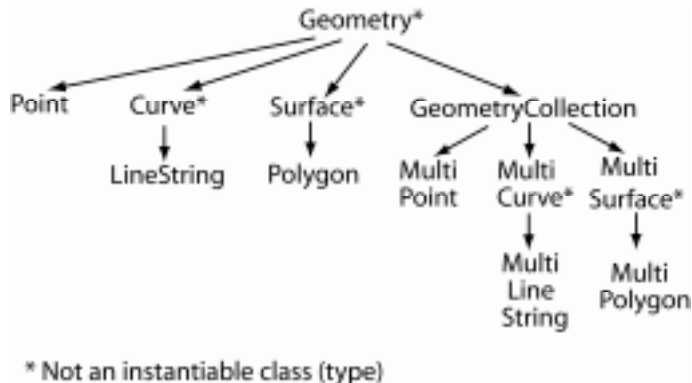 Geometry*
Point Curve* Surface* GeometryCollection
LineString Polygon
Multi
Point
Multi
Curve*
Multi
Surface*
Multi
Line
String
Multi
Polygon
* Not an instantiable class (type)